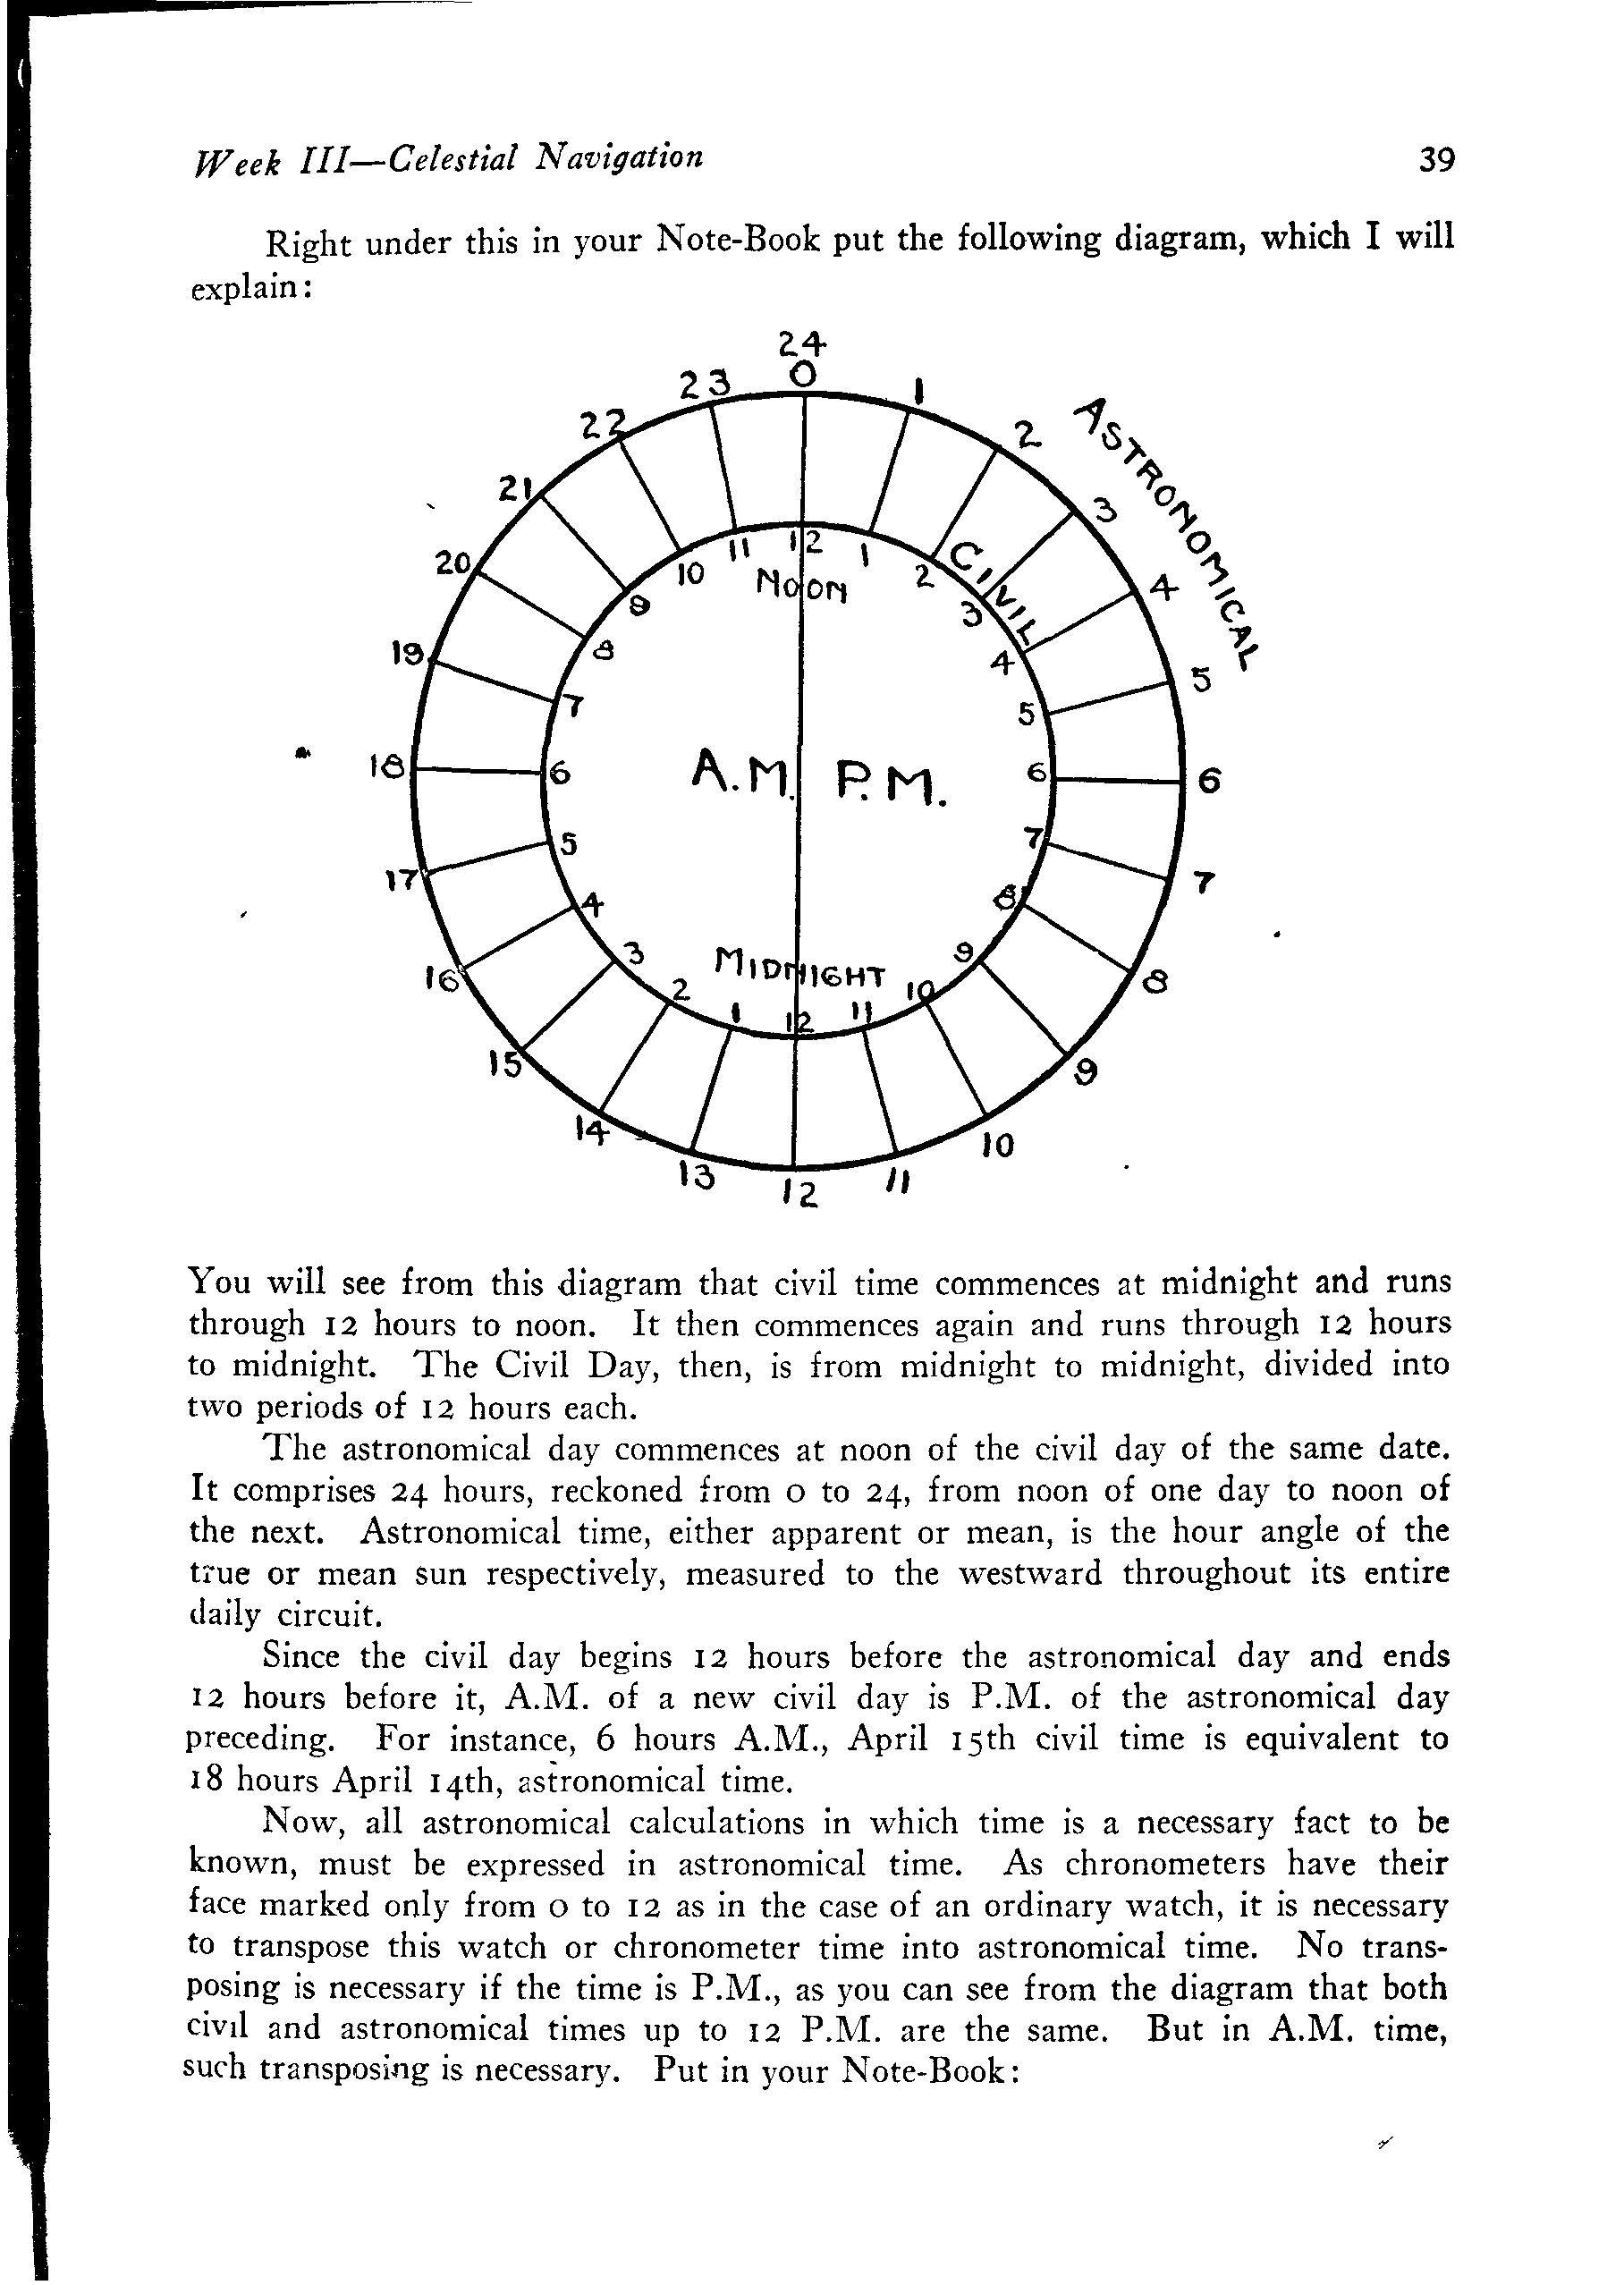 Week III—Celestial Navigation 39
Right under this in your Note-Book put the following diagram, which I will
explain:
24
0
23 1
22 2
21 3
20 4
19 5
18 6
17 7
16 8
15 9
14 10
13 11
12
ASTRONOMICAL
CIVIL
11 12 1
10 2
9 3
8 4
7 5
6 6
5 7
4 8
3 9
2 10
1 12 11
NOON
A.M. P.M.
MIDNIGHT
You will see from this diagram that civil time commences at midnight and runs
through 12 hours to noon. It then commences again and runs through 12 hours
to midnight. The Civil Day, then, is from midnight to midnight, divided into
two periods of 12 hours each.
The astronomical day commences at noon of the civil day of the same date.
It comprises 24 hours, reckoned from 0 to 24, from noon of one day to noon of
the next. Astronomical time, either apparent or mean, is the hour angle of the
true or mean sun respectively, measured to the westward throughout its entire
daily circuit.
Since the civil day begins 12 hours before the astronomical day and ends
12 hours before it, A.M. of a new civil day is P.M. of the astronomical day
preceding. For instance, 6 hours A.M., April 15th civil time is equivalent to
18 hours April 14th, astronomical time.
Now, all astronomical calculations in which time is a necessary fact to be
known, must be expressed in astronomical time. As chronometers have their
face marked only from 0 to 12 as in the case of an ordinary watch, it is necessary
to transpose this watch or chronometer time into astronomical time. No trans-
posing is necessary if the time is P.M., as you can see from the diagram that both
civil and astronomical times up to 12 P.M. are the same. But in A.M. time,
such transposing is necessary. Put in your Note-Book: